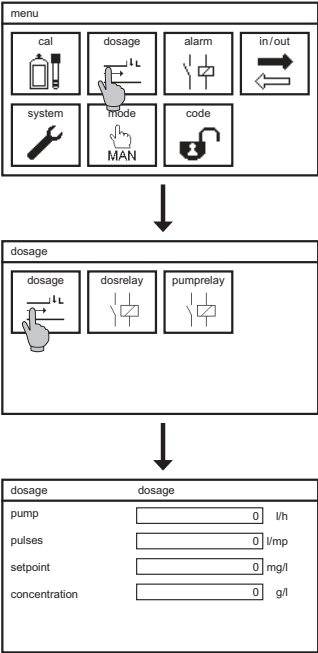 menu
cal dosage alarm in/out
system mode code
MAN
dosage
dosage dosrelay pumprelay
dosage dosage
pump 0 l/h
pulses 0 l/mp
setpoint 0 mg/l
concentration 0 g/l